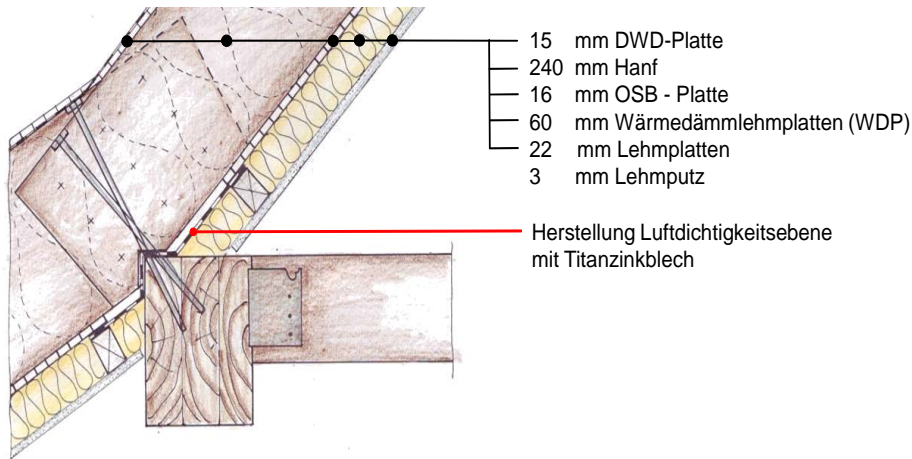 15 mm DWD-Platte
240 mm Hanf
16 mm OSB - Platte
60 mm Wärmedämmlehmplatten (WDP)
22 mm Lehmplatten
3 mm Lehmputz
Herstellung Luftdichtigkeitsebene
mit Titanzinkblech